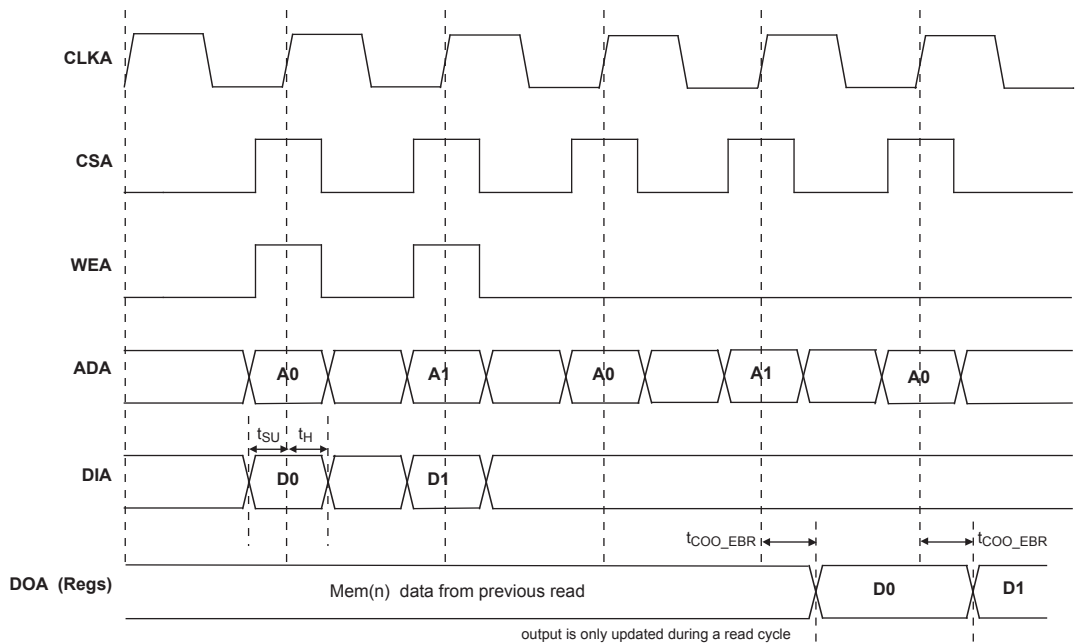 CLKA
CSA
WEA
ADA
A0
A1
A0
A1
A0
tSU
tH
DIA
D0
D1
tCOO_EBR
tCOO_EBR
DOA (Regs)
Mem(n) data from previous read
D0
D1
output is only updated during a read cycle